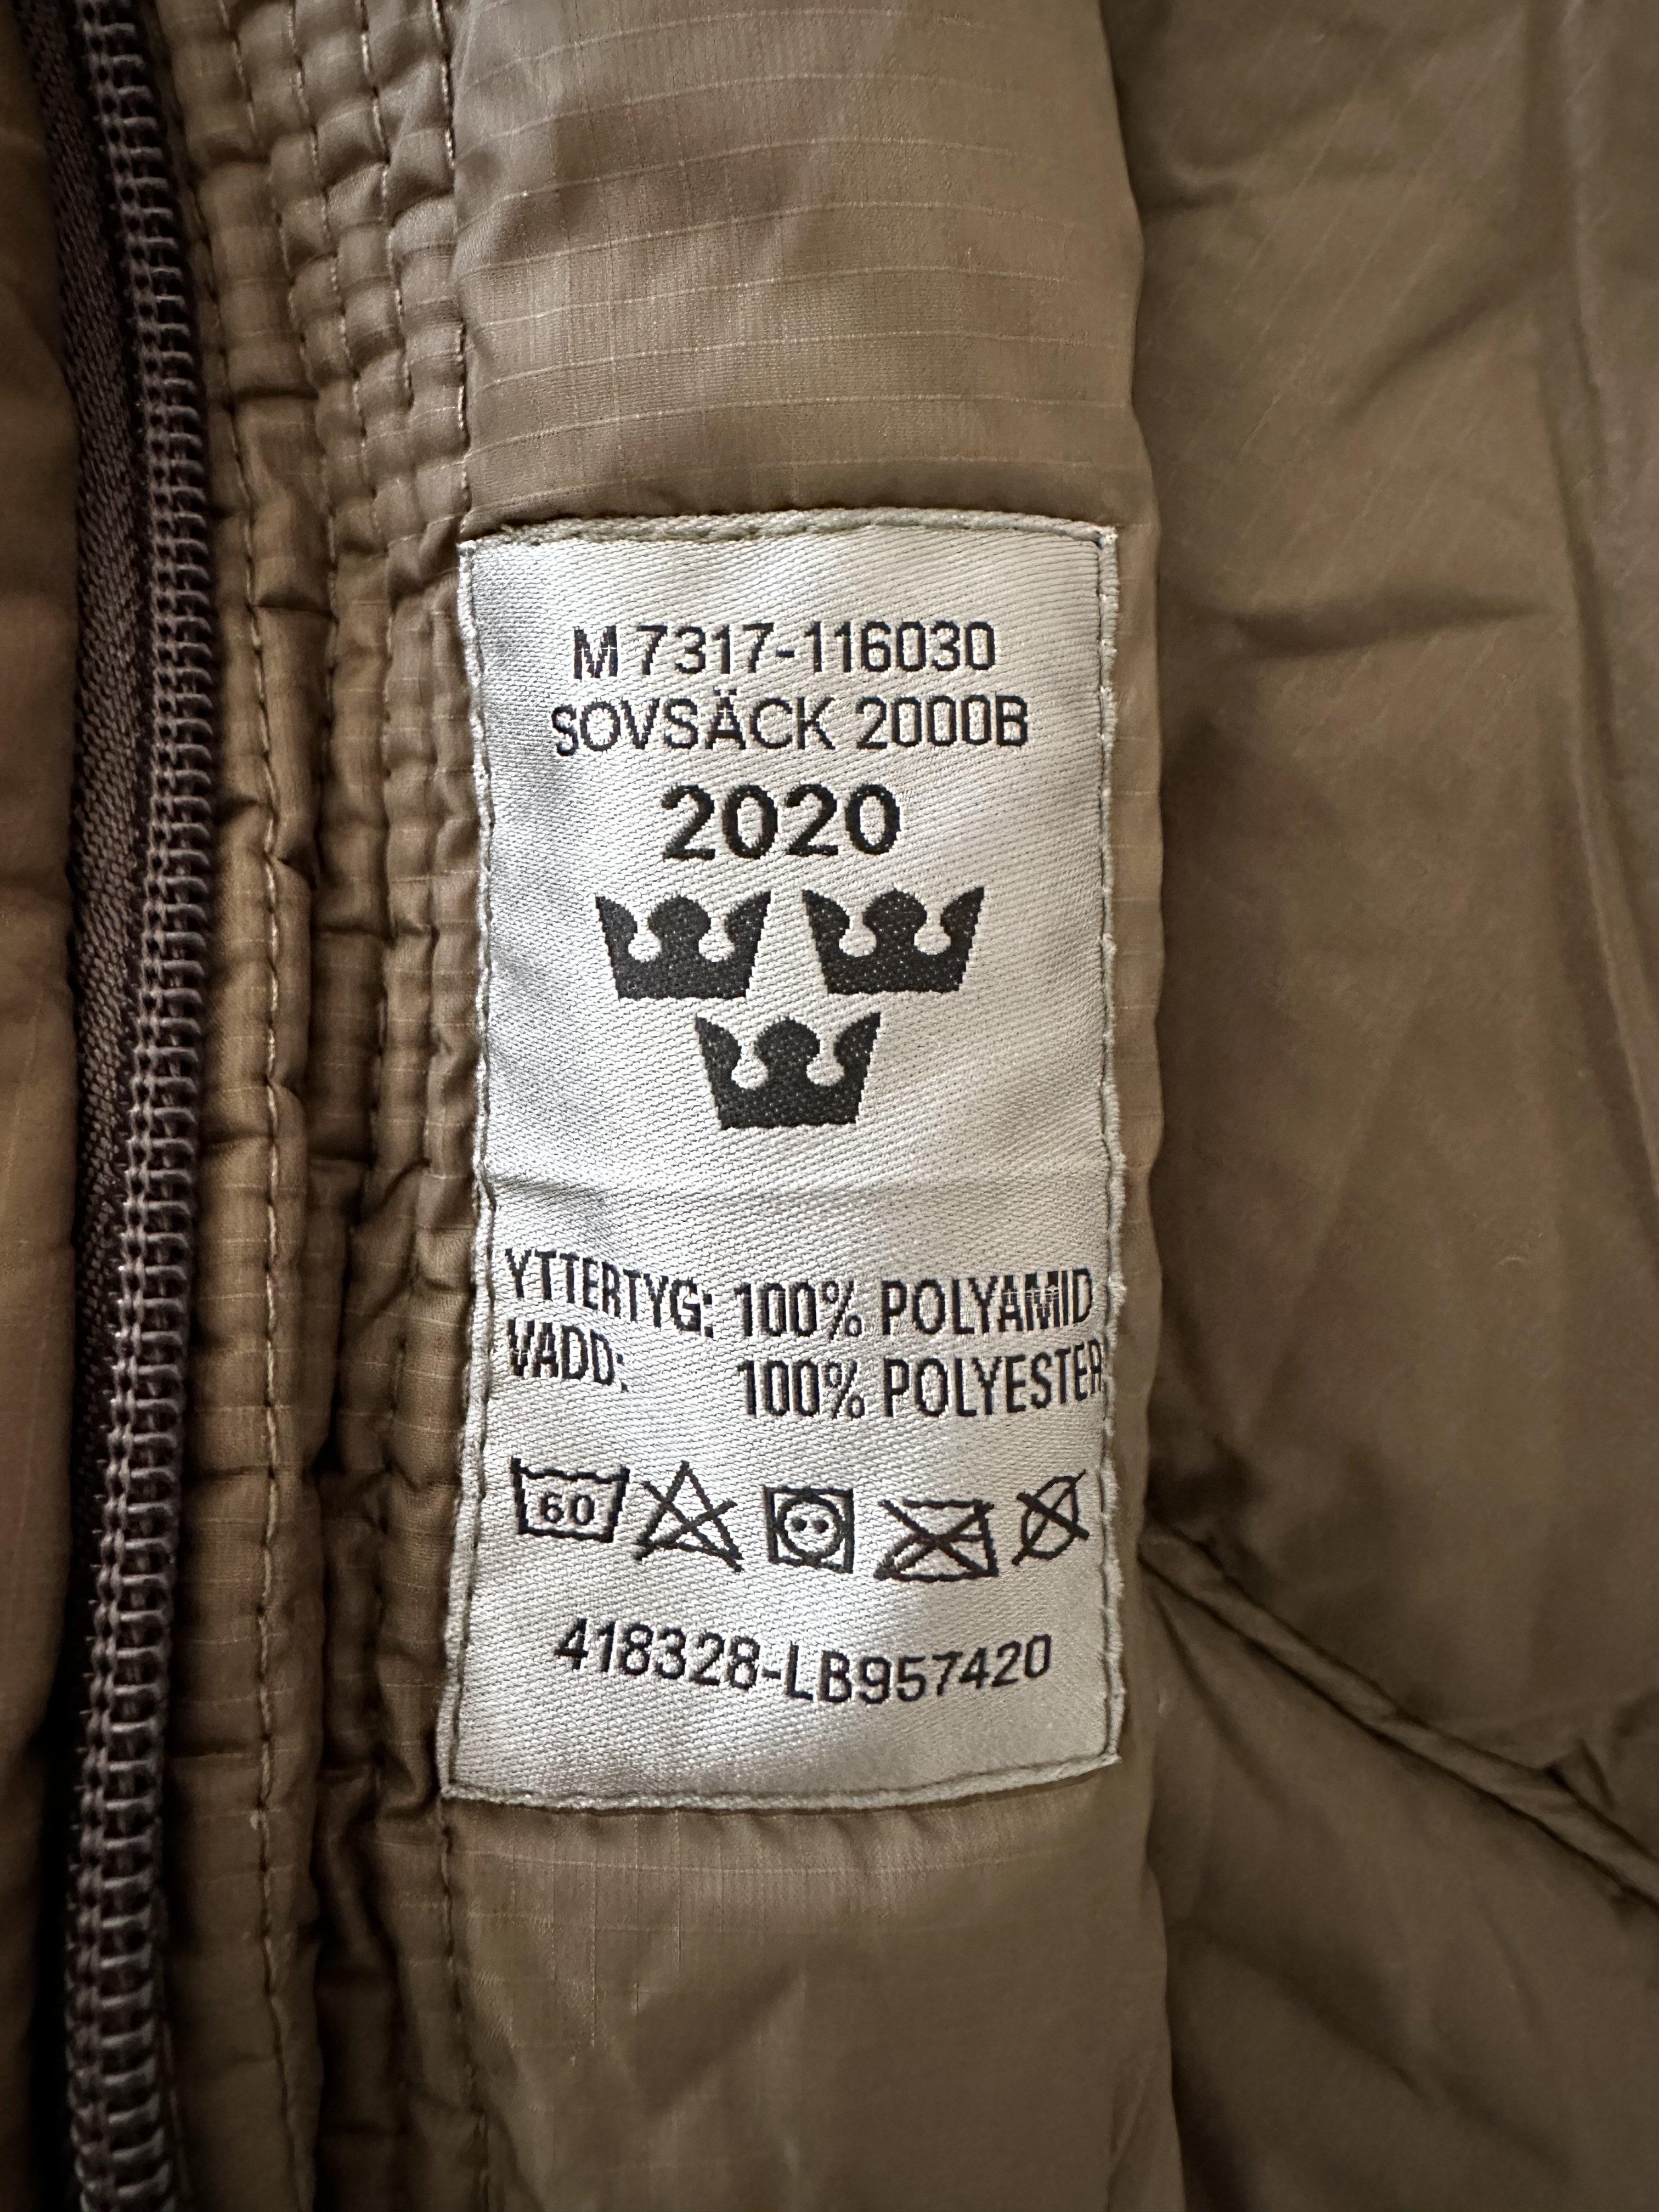 M 7317-116030
SOVSÄCK 2000B
2020
YTTERTYG: 100% POLYAMID
VADD: 100% POLYESTER
60
418328-LB957420